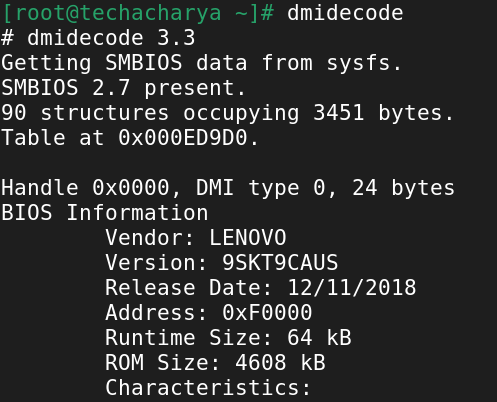 [root@techacharya ~]# dmidecode
# dmidecode 3.3
Getting SMBIOS data from sysfs.
SMBIOS 2.7 present.
90 structures occupying 3451 bytes.
Table at 0x000ED9D0.

Handle 0x0000, DMI type 0, 24 bytes
BIOS Information
        Vendor: LENOVO
        Version: 9SKT9CAUS
        Release Date: 12/11/2018
        Address: 0xF0000
        Runtime Size: 64 kB
        ROM Size: 4608 kB
        Characteristics: